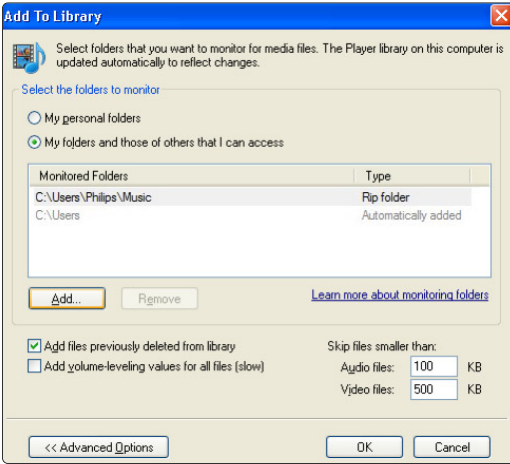 Add To Library
Select folders that you want to monitor for media files. The Player library on this computer is
updated automatically to reflect changes.
Select the folders to monitor
My personal folders
My folders and those of others that I can access
Monitored Folders Type
C:\Users\Philips\Music Rip folder
C:\Users Automatically added
Add... Remove Learn more about monitoring folders
Add files previously deleted from library Skip files smaller than:
Add volume-leveling values for all files (slow) Audio files: 100 KB
Video files: 500 KB
<< Advanced Options OK Cancel